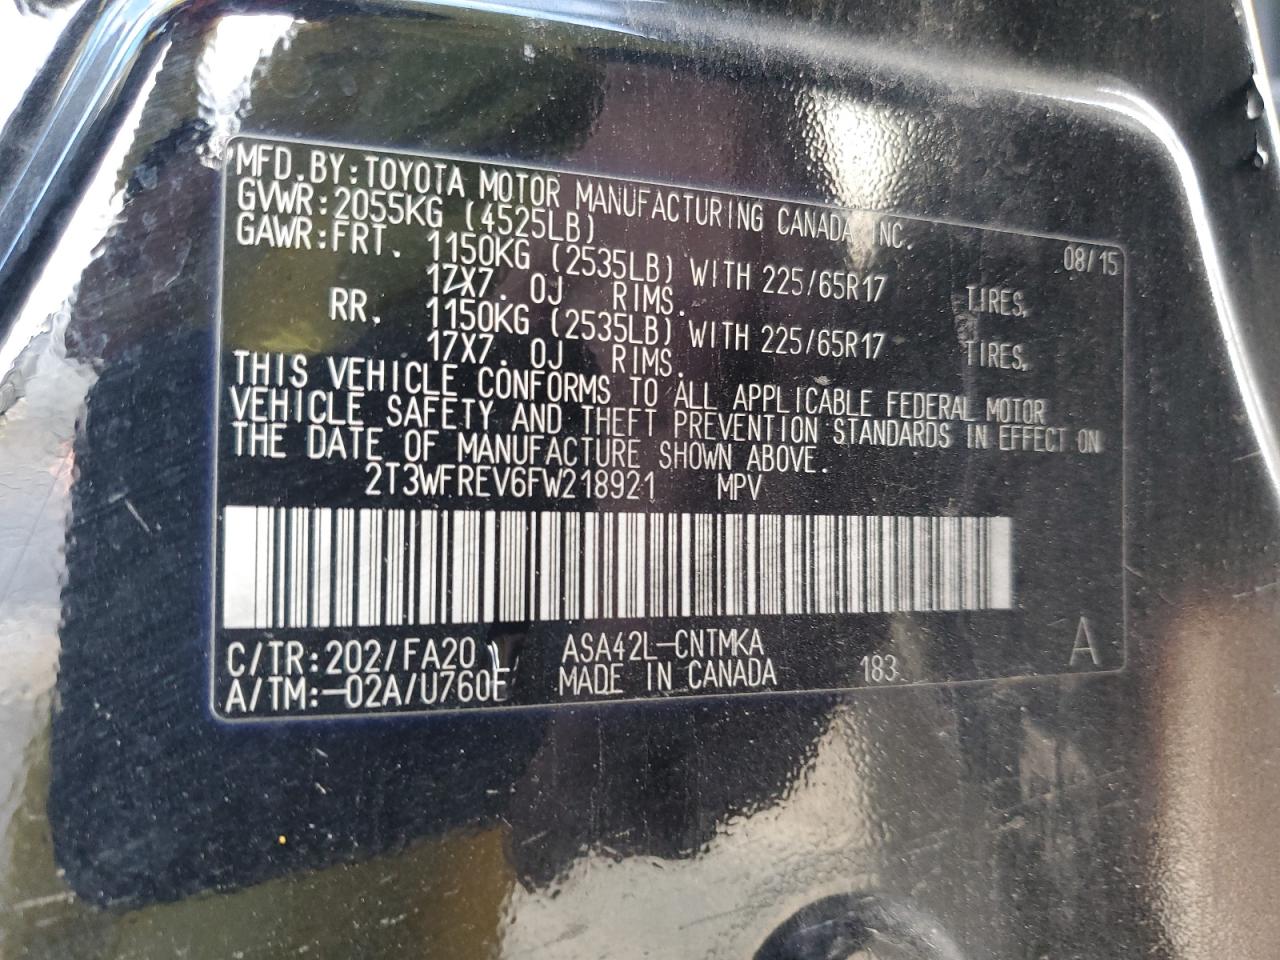 MFD.BY:TOYOTA MOTOR MANUFACTURING CANADA INC.
GVWR:2055KG (4525LB) 08/15
GAWR:FRT. 1150KG (2535LB) WITH 225/65R17 TIRES,
17X7.0J RIMS.
RR. 1150KG (2535LB) WITH 225/65R17 TIRES,
17X7.0J RIMS.
THIS VEHICLE CONFORMS TO ALL APPLICABLE FEDERAL MOTOR
VEHICLE SAFETY AND THEFT PREVENTION STANDARDS IN EFFECT ON
THE DATE OF MANUFACTURE SHOWN ABOVE.
2T3WFREV6FW218921 MPV
C/TR:202/FA20 ASA42L-CNTMKA
A/TM:-02A/U760E MADE IN CANADA 183 A